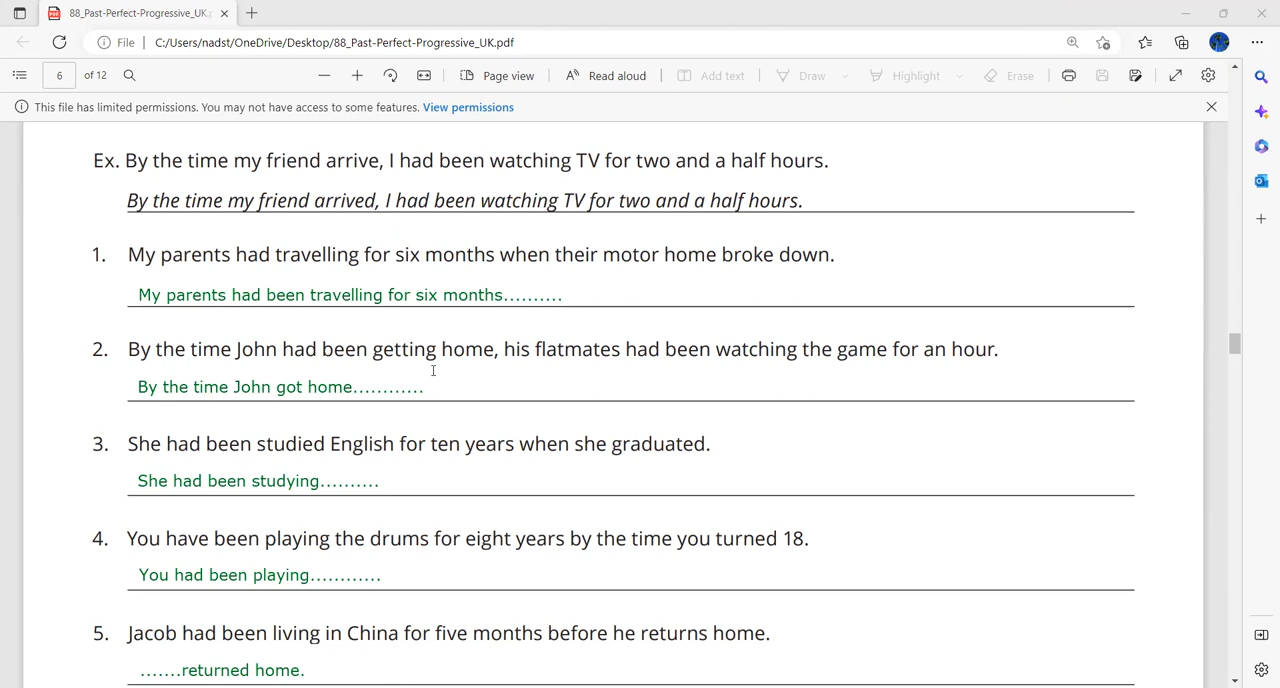 88_Past-Perfect-Progressive_UK.p
File C:/Users/nadst/OneDrive/Desktop/88_Past-Perfect-Progressive_UK.pdf
6 of 12 Page view Read aloud Add text Draw Highlight Erase
This file has limited permissions. You may not have access to some features. View permissions
Ex. By the time my friend arrive, I had been watching TV for two and a half hours.
By the time my friend arrived, I had been watching TV for two and a half hours.
1. My parents had travelling for six months when their motor home broke down.
My parents had been travelling for six months..........
2. By the time John had been getting home, his flatmates had been watching the game for an hour.
By the time John got home............
3. She had been studied English for ten years when she graduated.
She had been studying..........
4. You have been playing the drums for eight years by the time you turned 18.
You had been playing............
5. Jacob had been living in China for five months before he returns home.
.......returned home.